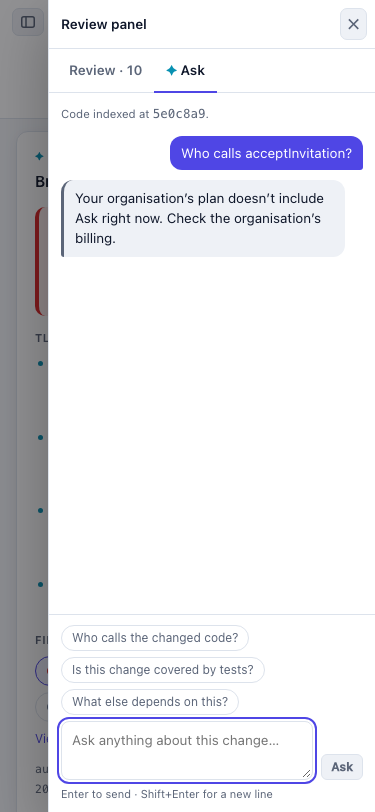 Review panel
Review · 10
Ask
Code indexed at 5e0c8a9.
Who calls acceptInvitation?
Your organisation’s plan doesn’t include
Ask right now. Check the organisation’s
billing.
Who calls the changed code?
Is this change covered by tests?
What else depends on this?
Ask anything about this change…
Ask
Enter to send · Shift+Enter for a new line